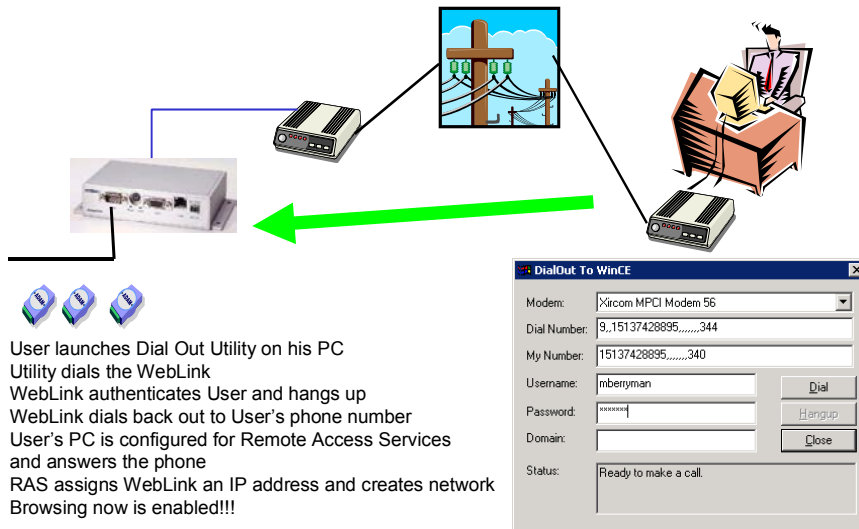 DialOut To WinCE
Modem: Xircom MPCI Modem 56
Dial Number: 9,,15137428895,,,,,,,344
My Number: 15137428895,,,,,,,340
Username: mberryman
Dial
Password: xxxxxxx
Hangup
Domain:
Close
Status: Ready to make a call.
ADAM
ADAM
ADAM
User launches Dial Out Utility on his PC
Utility dials the WebLink
WebLink authenticates User and hangs up
WebLink dials back out to User's phone number
User's PC is configured for Remote Access Services
and answers the phone
RAS assigns WebLink an IP address and creates network
Browsing now is enabled!!!